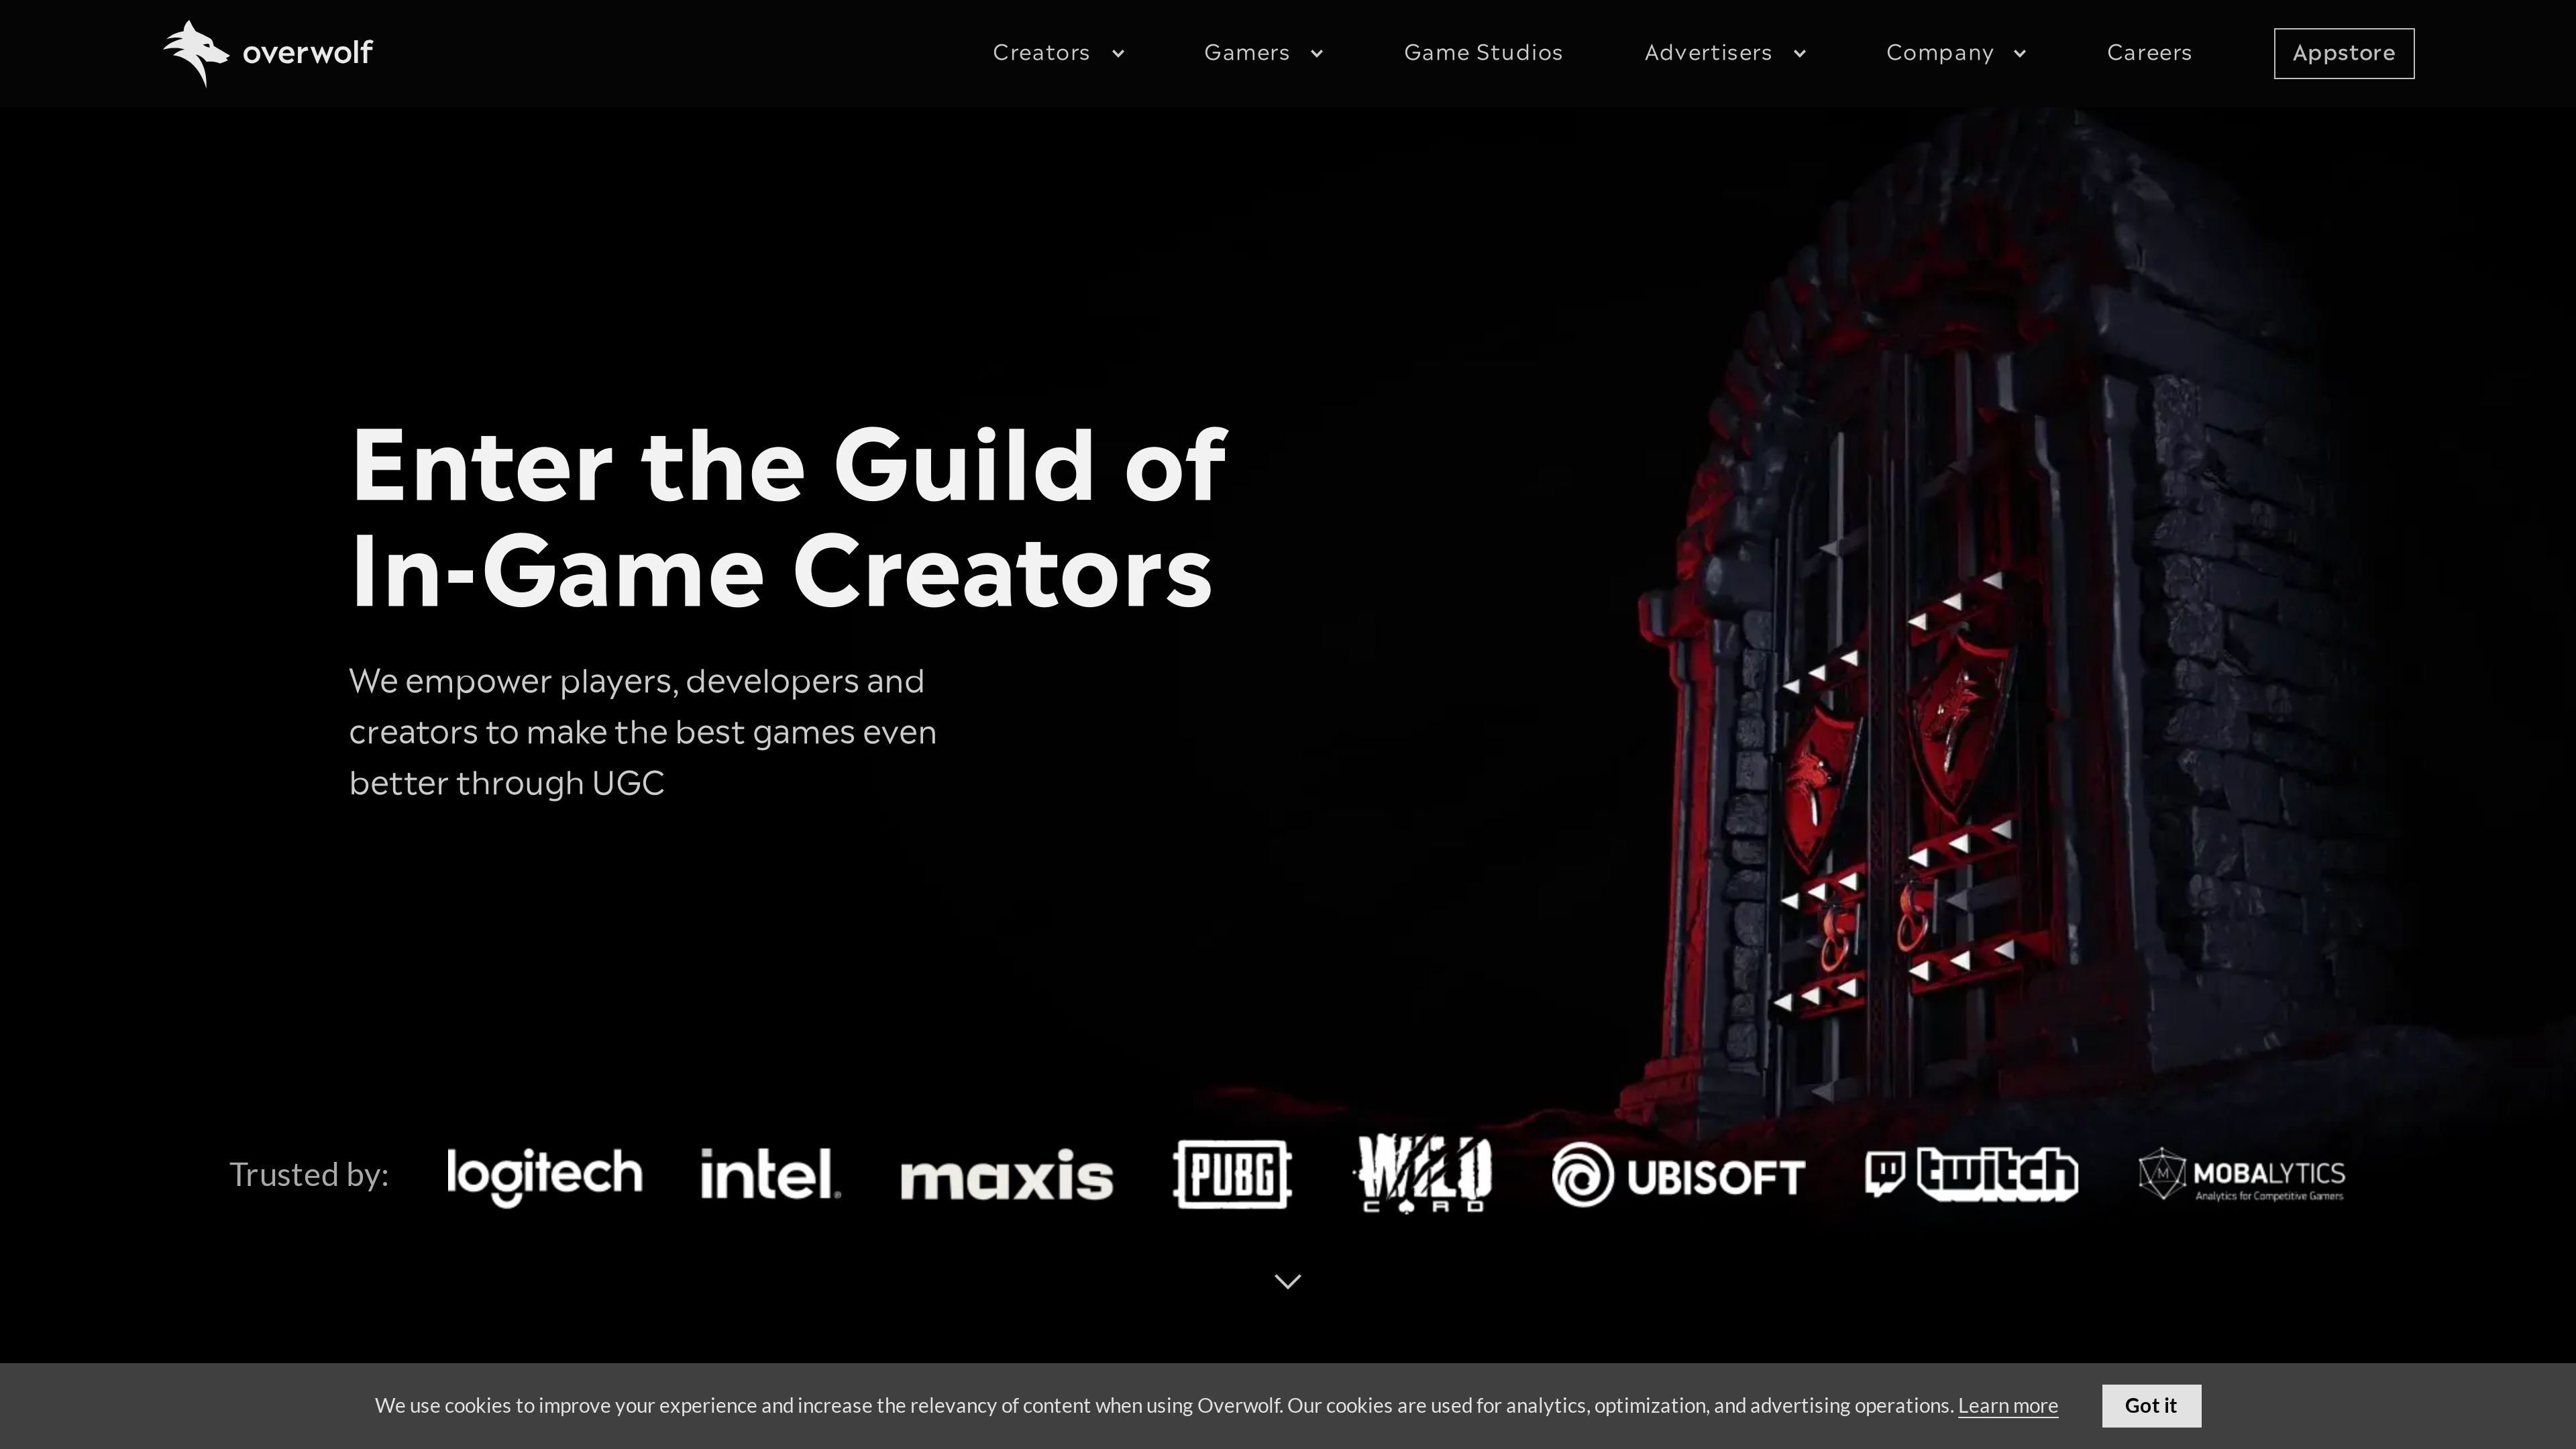 overwolf
Creators
Gamers
Game Studios
Advertisers
Company
Careers
Appstore
Enter the Guild of
In-Game Creators
We empower players, developers and
creators to make the best games even
better through UGC
Trusted by:
logitech
intel
maxis
PUBG
WILD
CARD
UBISOFT
twitch
M
MOBALYTICS
Analytics for Competitive Gamers
We use cookies to improve your experience and increase the relevancy of content when using Overwolf. Our cookies are used for analytics, optimization, and advertising operations. Learn more
Got it